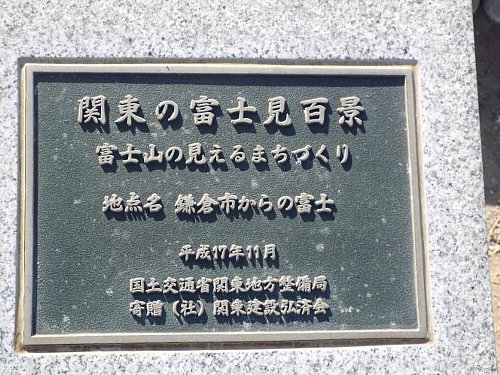 関東の富士見百景
富士山の見えるまちづくり
地点名 鎌倉市からの富士
平成17年11月
国土交通省関東地方整備局
寄贈（社）関東建設弘済会